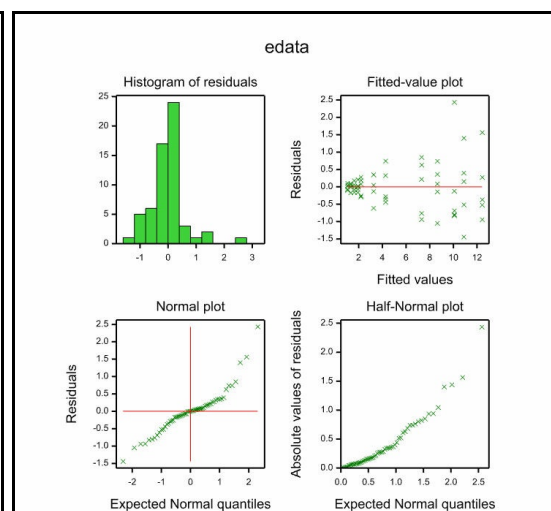 edata
Histogram of residuals
25
20
15
10
5
0
-1 0 1 2 3
Fitted-value plot
Residuals
2.5
2.0
1.5
1.0
0.5
0.0
-0.5
-1.0
-1.5
2 4 6 8 10 12
Fitted values
Normal plot
Residuals
2.5
2.0
1.5
1.0
0.5
0.0
-0.5
-1.0
-1.5
-2 -1 0 1 2
Expected Normal quantiles
Half-Normal plot
Absolute values of residuals
2.5
2.0
1.5
1.0
0.5
0.0
0.0 0.5 1.0 1.5 2.0 2.5
Expected Normal quantiles